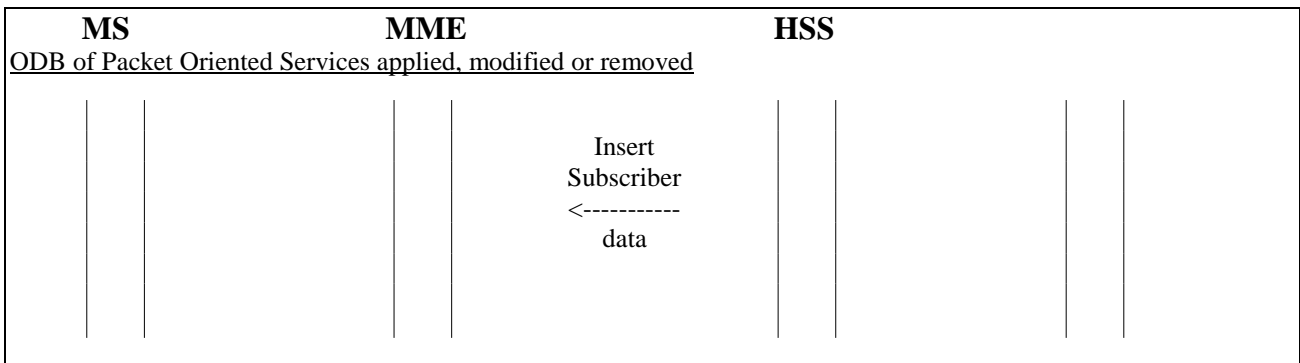 MS MME HSS
ODB of Packet Oriented Services applied, modified or removed
Insert
Subscriber
<-----------
data